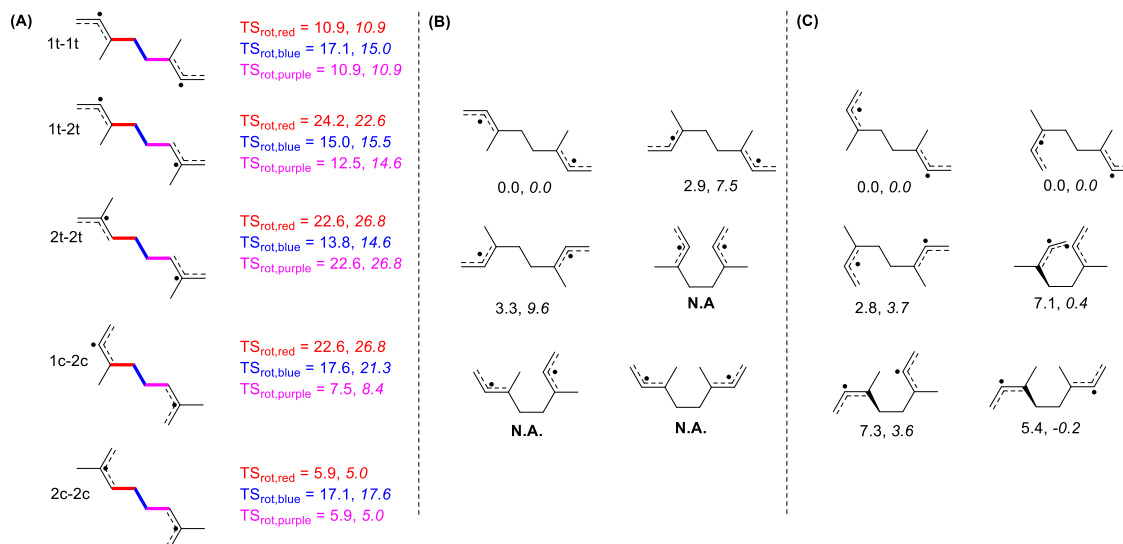 (A)
1t-1t
TSrot,red = 10.9, 10.9
TSrot,blue = 17.1, 15.0
TSrot,purple = 10.9, 10.9
1t-2t
TSrot,red = 24.2, 22.6
TSrot,blue = 15.0, 15.5
TSrot,purple = 12.5, 14.6
2t-2t
TSrot,red = 22.6, 26.8
TSrot,blue = 13.8, 14.6
TSrot,purple = 22.6, 26.8
1c-2c
TSrot,red = 22.6, 26.8
TSrot,blue = 17.6, 21.3
TSrot,purple = 7.5, 8.4
2c-2c
TSrot,red = 5.9, 5.0
TSrot,blue = 17.1, 17.6
TSrot,purple = 5.9, 5.0
(B)
0.0, 0.0
2.9, 7.5
3.3, 9.6
N.A
N.A.
N.A.
(C)
0.0, 0.0
0.0, 0.0
2.8, 3.7
7.1, 0.4
7.3, 3.6
5.4, -0.2